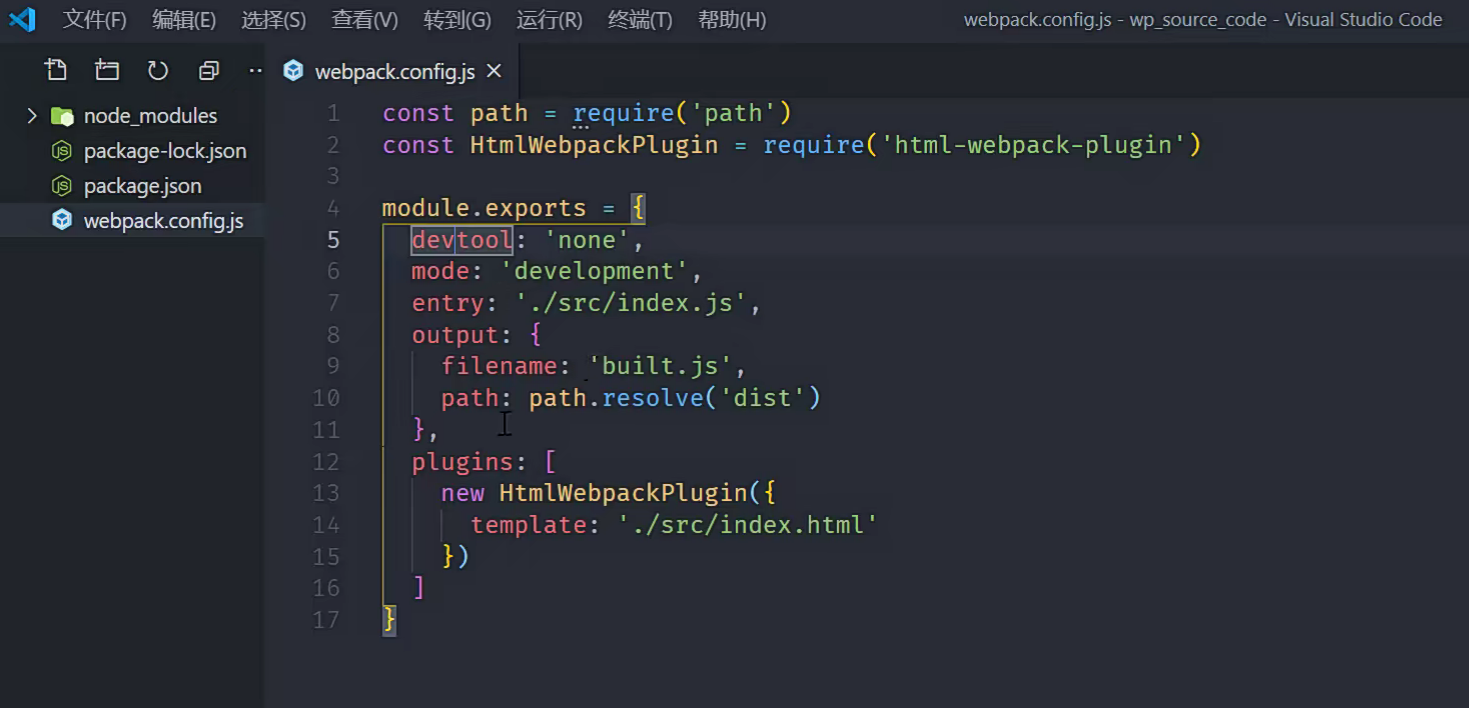 文件(F) 编辑(E) 选择(S) 查看(V) 转到(G) 运行(R) 终端(T) 帮助(H) webpack.config.js - wp_source_code - Visual Studio Code
webpack.config.js
node_modules
package-lock.json
package.json
webpack.config.js
1 const path = require('path')
2 const HtmlWebpackPlugin = require('html-webpack-plugin')
3
4 module.exports = {
5   devtool: 'none',
6   mode: 'development',
7   entry: './src/index.js',
8   output: {
9     filename: 'built.js',
10     path: path.resolve('dist')
11   },
12   plugins: [
13     new HtmlWebpackPlugin({
14       template: './src/index.html'
15     })
16   ]
17 }